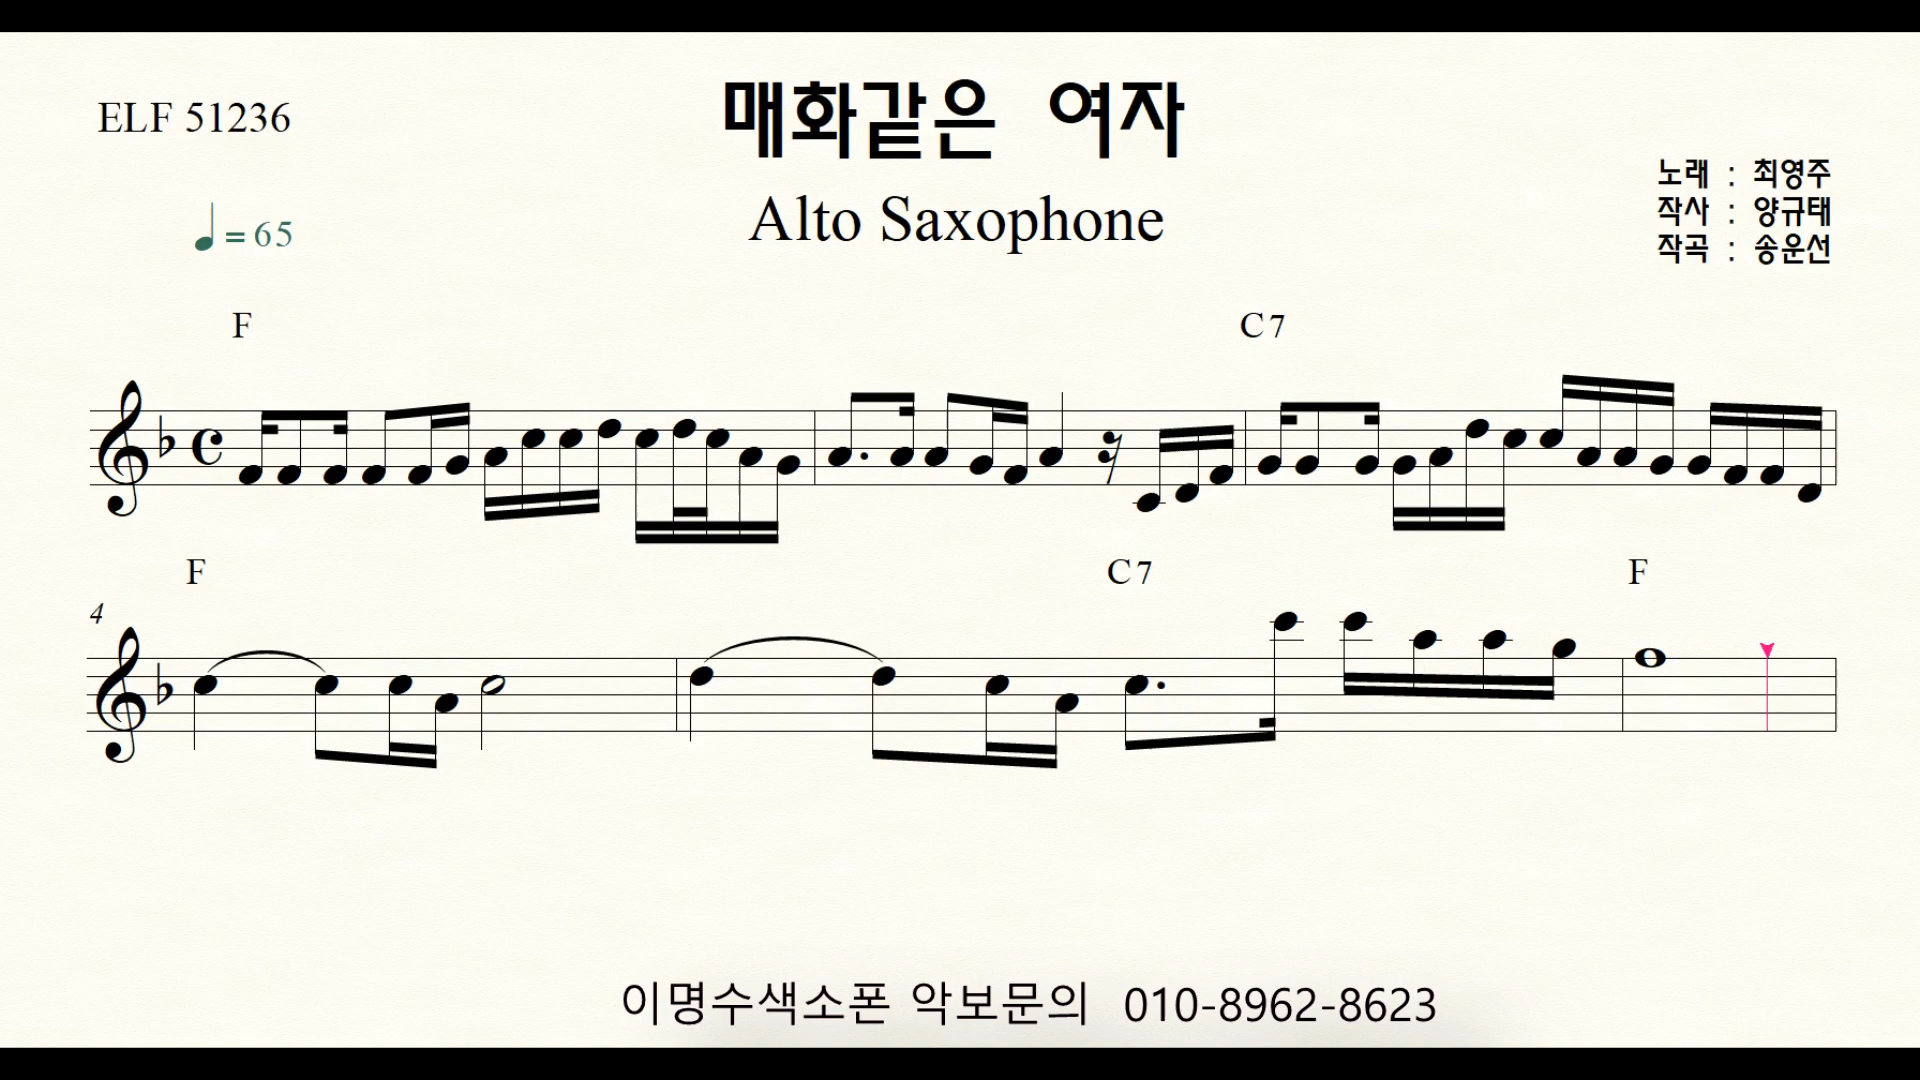 매화같은 여자
ELF 51236
노래 : 최영주
작사 : 양규태
작곡 : 송운선
Alto Saxophone
= 65
F
C7
F
C7
F
4
이명수색소폰 악보문의 010-8962-8623